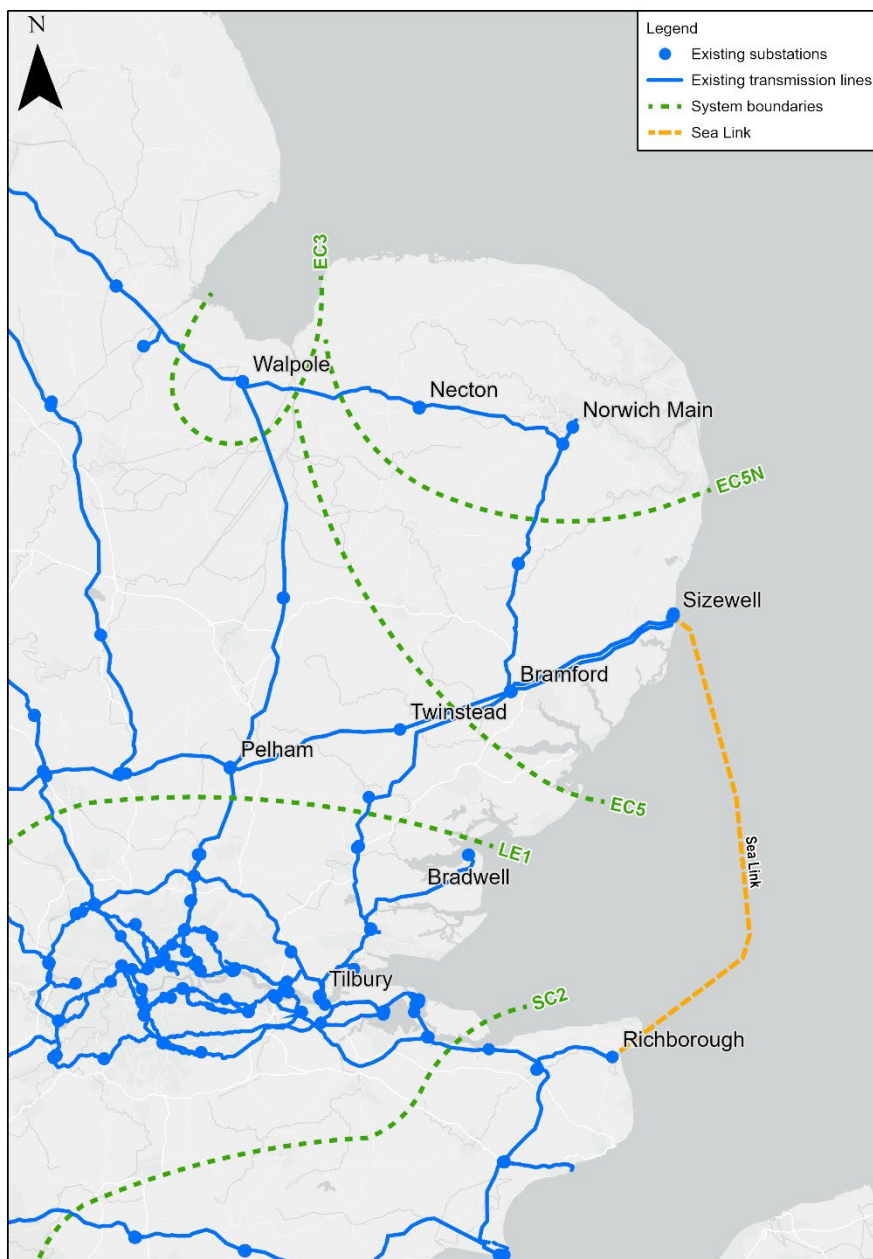 N
Legend
Existing substations
Existing transmission lines
System boundaries
Sea Link
EC3
Walpole
Necton
Norwich Main
EC5N
Sizewell
Bramford
Twinstead
Pelham
EC5
LE1
Sea Link
Bradwell
Tilbury
SC2
Richborough